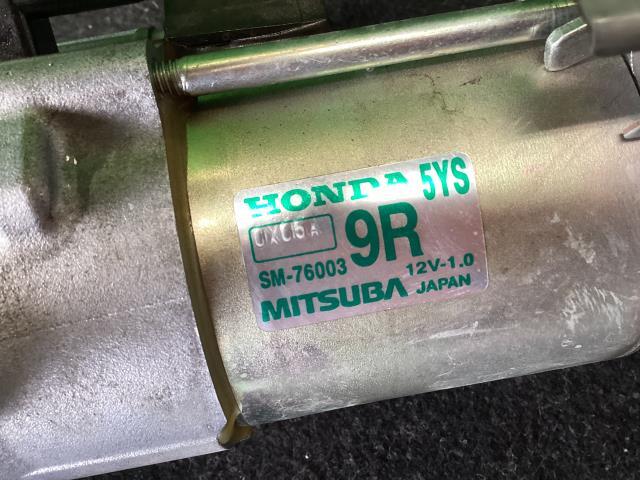 HONDA 5YS
9R
SM-76003
12V-1.0
MITSUBA JAPAN